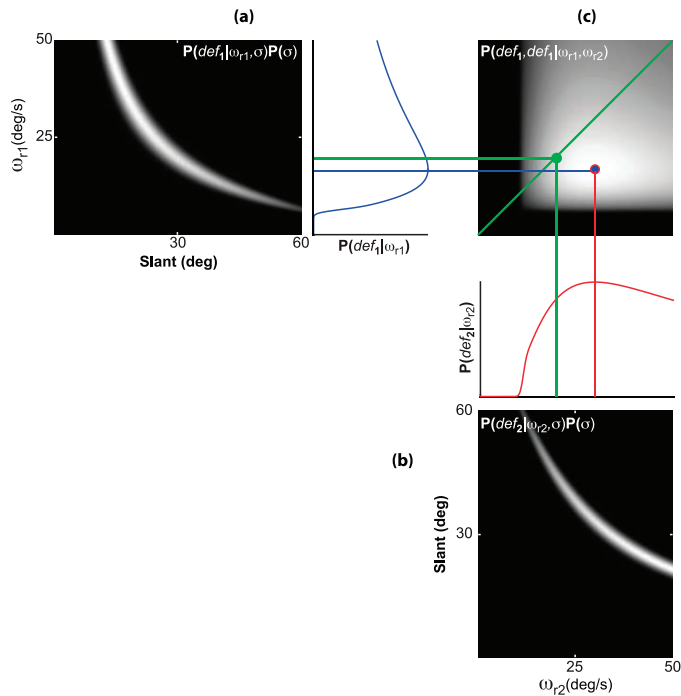 (a)
(c)
50
P(def₁|ωr1,σ)P(σ)
25
ωr1(deg/s)
30
60
Slant (deg)
P(def₁|ωr1)
P(def₁,def₁|ωr1,ωr2)
P(def₂|ωr2)
(b)
60
P(def₂|ωr2,σ)P(σ)
30
Slant (deg)
25
50
ωr2(deg/s)